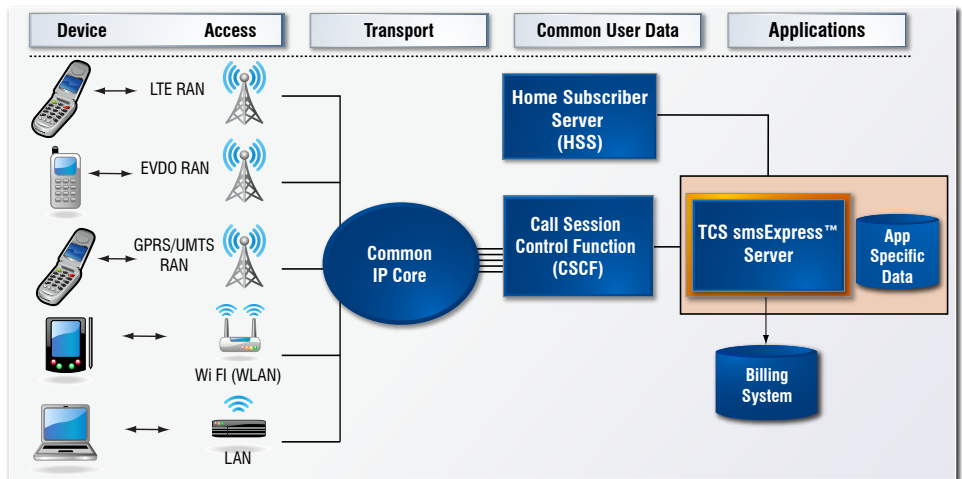 Device
Access
Transport
Common User Data
Applications
LTE RAN
EVDO RAN
GPRS/UMTS
RAN
Wi FI (WLAN)
LAN
Common
IP Core
Home Subscriber
Server
(HSS)
Call Session
Control Function
(CSCF)
TCS smsExpress™
Server
App
Specific
Data
Billing
System